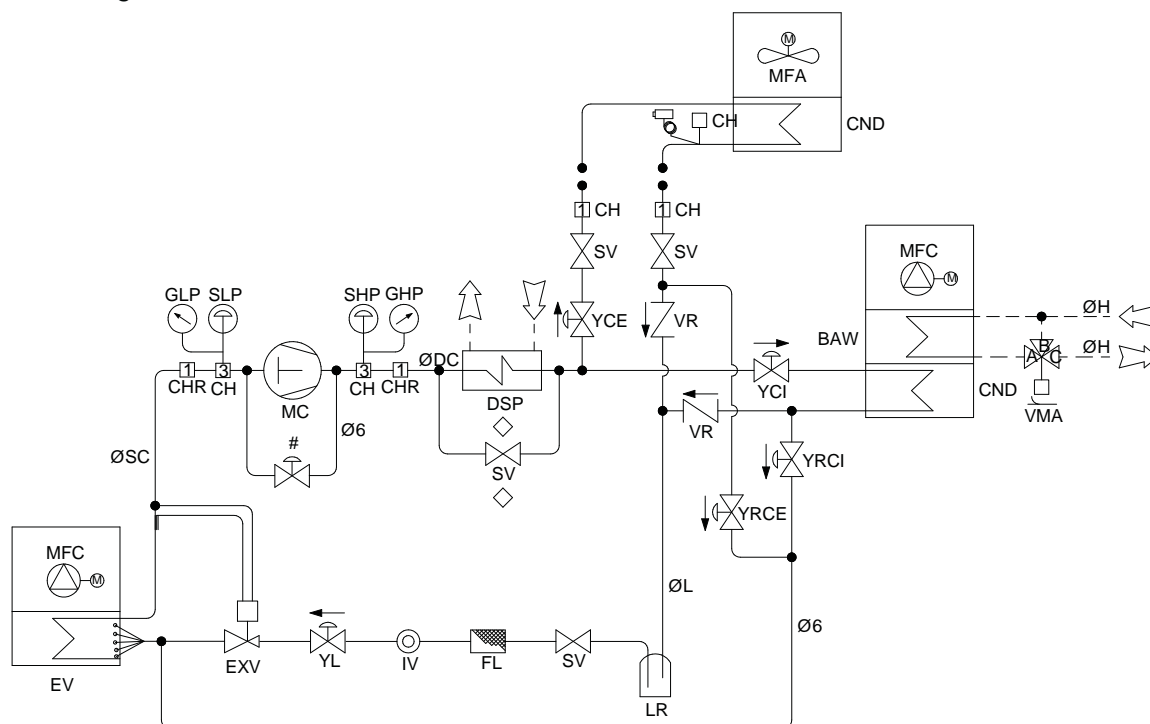 M
MFA
CH
CND
1 CH
1 CH
SV
SV
MFC
M
GLP
SLP
SHP
GHP
YCE
VR
ØH
ØDC
BAW
B
A C
ØH
1
3
3
1
CHR
CH
MC
CH
CHR
DSP
YCI
CND
VMA
VR
#
Ø6
ØSC
SV
YRCI
YRCE
MFC
M
ØL
Ø6
EXV
YL
IV
FL
SV
EV
LR